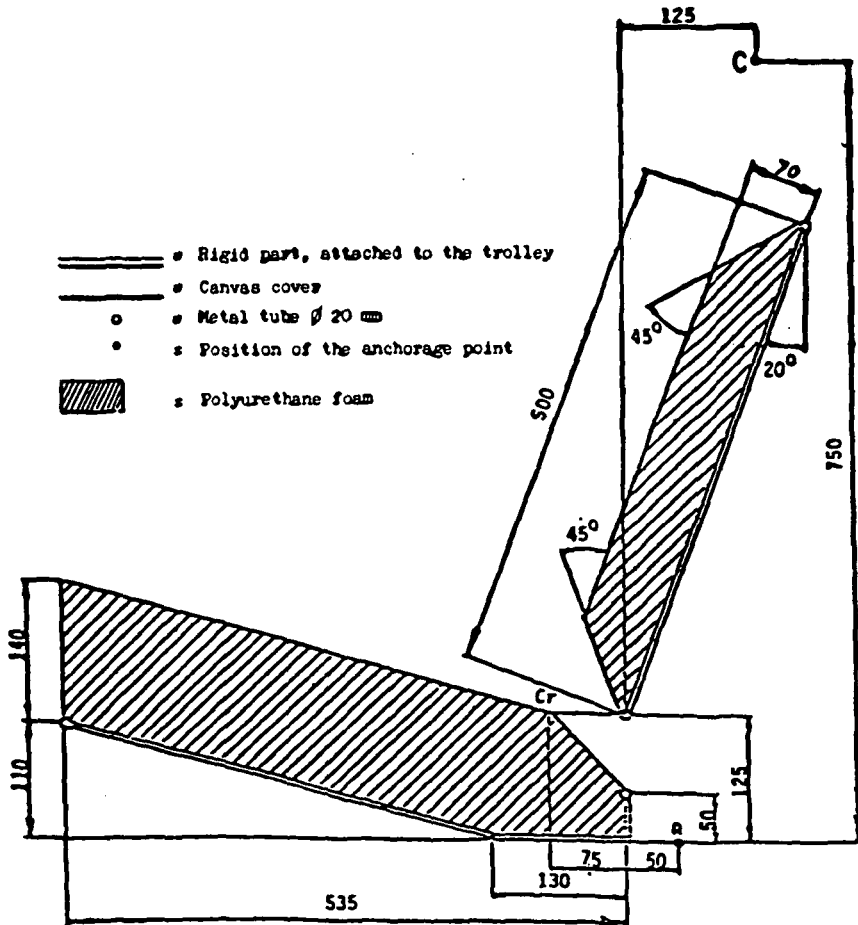 125
C
70
= Rigid part, attached to the trolley
= Canvas cover
= Metal tube Ø 20 mm
= Position of the anchorage point
= Polyurethane foam
45°
20°
500
750
45°
140
Cr
110
125
50
75
50
130
535